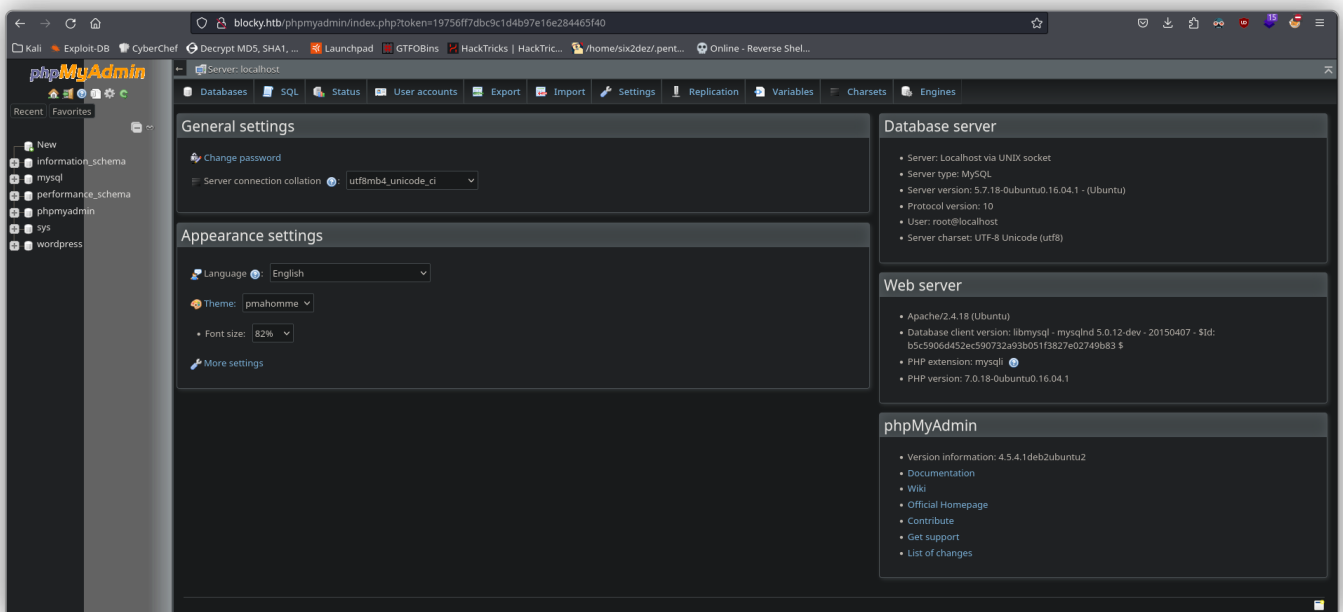 blocky.htb/phpmyadmin/index.php?token=19756ff7dbc9c1d4b97e16e284465f40
15
Kali Exploit-DB CyberChef Decrypt MD5, SHA1, ... Launchpad GTFOBins HackTricks | HackTric... /home/six2dez/.pent... Online - Reverse Shel...
phpMyAdmin
Recent Favorites
New
information_schema
mysql
performance_schema
phpmyadmin
sys
wordpress
Server: localhost
Databases SQL Status User accounts Export Import Settings Replication Variables Charsets Engines
General settings
Change password
Server connection collation : utf8mb4_unicode_ci
Appearance settings
Language : English
Theme: pmahomme
• Font size: 82%
More settings
Database server
• Server: Localhost via UNIX socket
• Server type: MySQL
• Server version: 5.7.18-0ubuntu0.16.04.1 - (Ubuntu)
• Protocol version: 10
• User: root@localhost
• Server charset: UTF-8 Unicode (utf8)
Web server
• Apache/2.4.18 (Ubuntu)
• Database client version: libmysql - mysqlnd 5.0.12-dev - 20150407 - $Id:
b5c5906d452ec590732a93b051f3827e02749b83 $
• PHP extension: mysqli
• PHP version: 7.0.18-0ubuntu0.16.04.1
phpMyAdmin
• Version information: 4.5.4.1deb2ubuntu2
• Documentation
• Wiki
• Official Homepage
• Contribute
• Get support
• List of changes